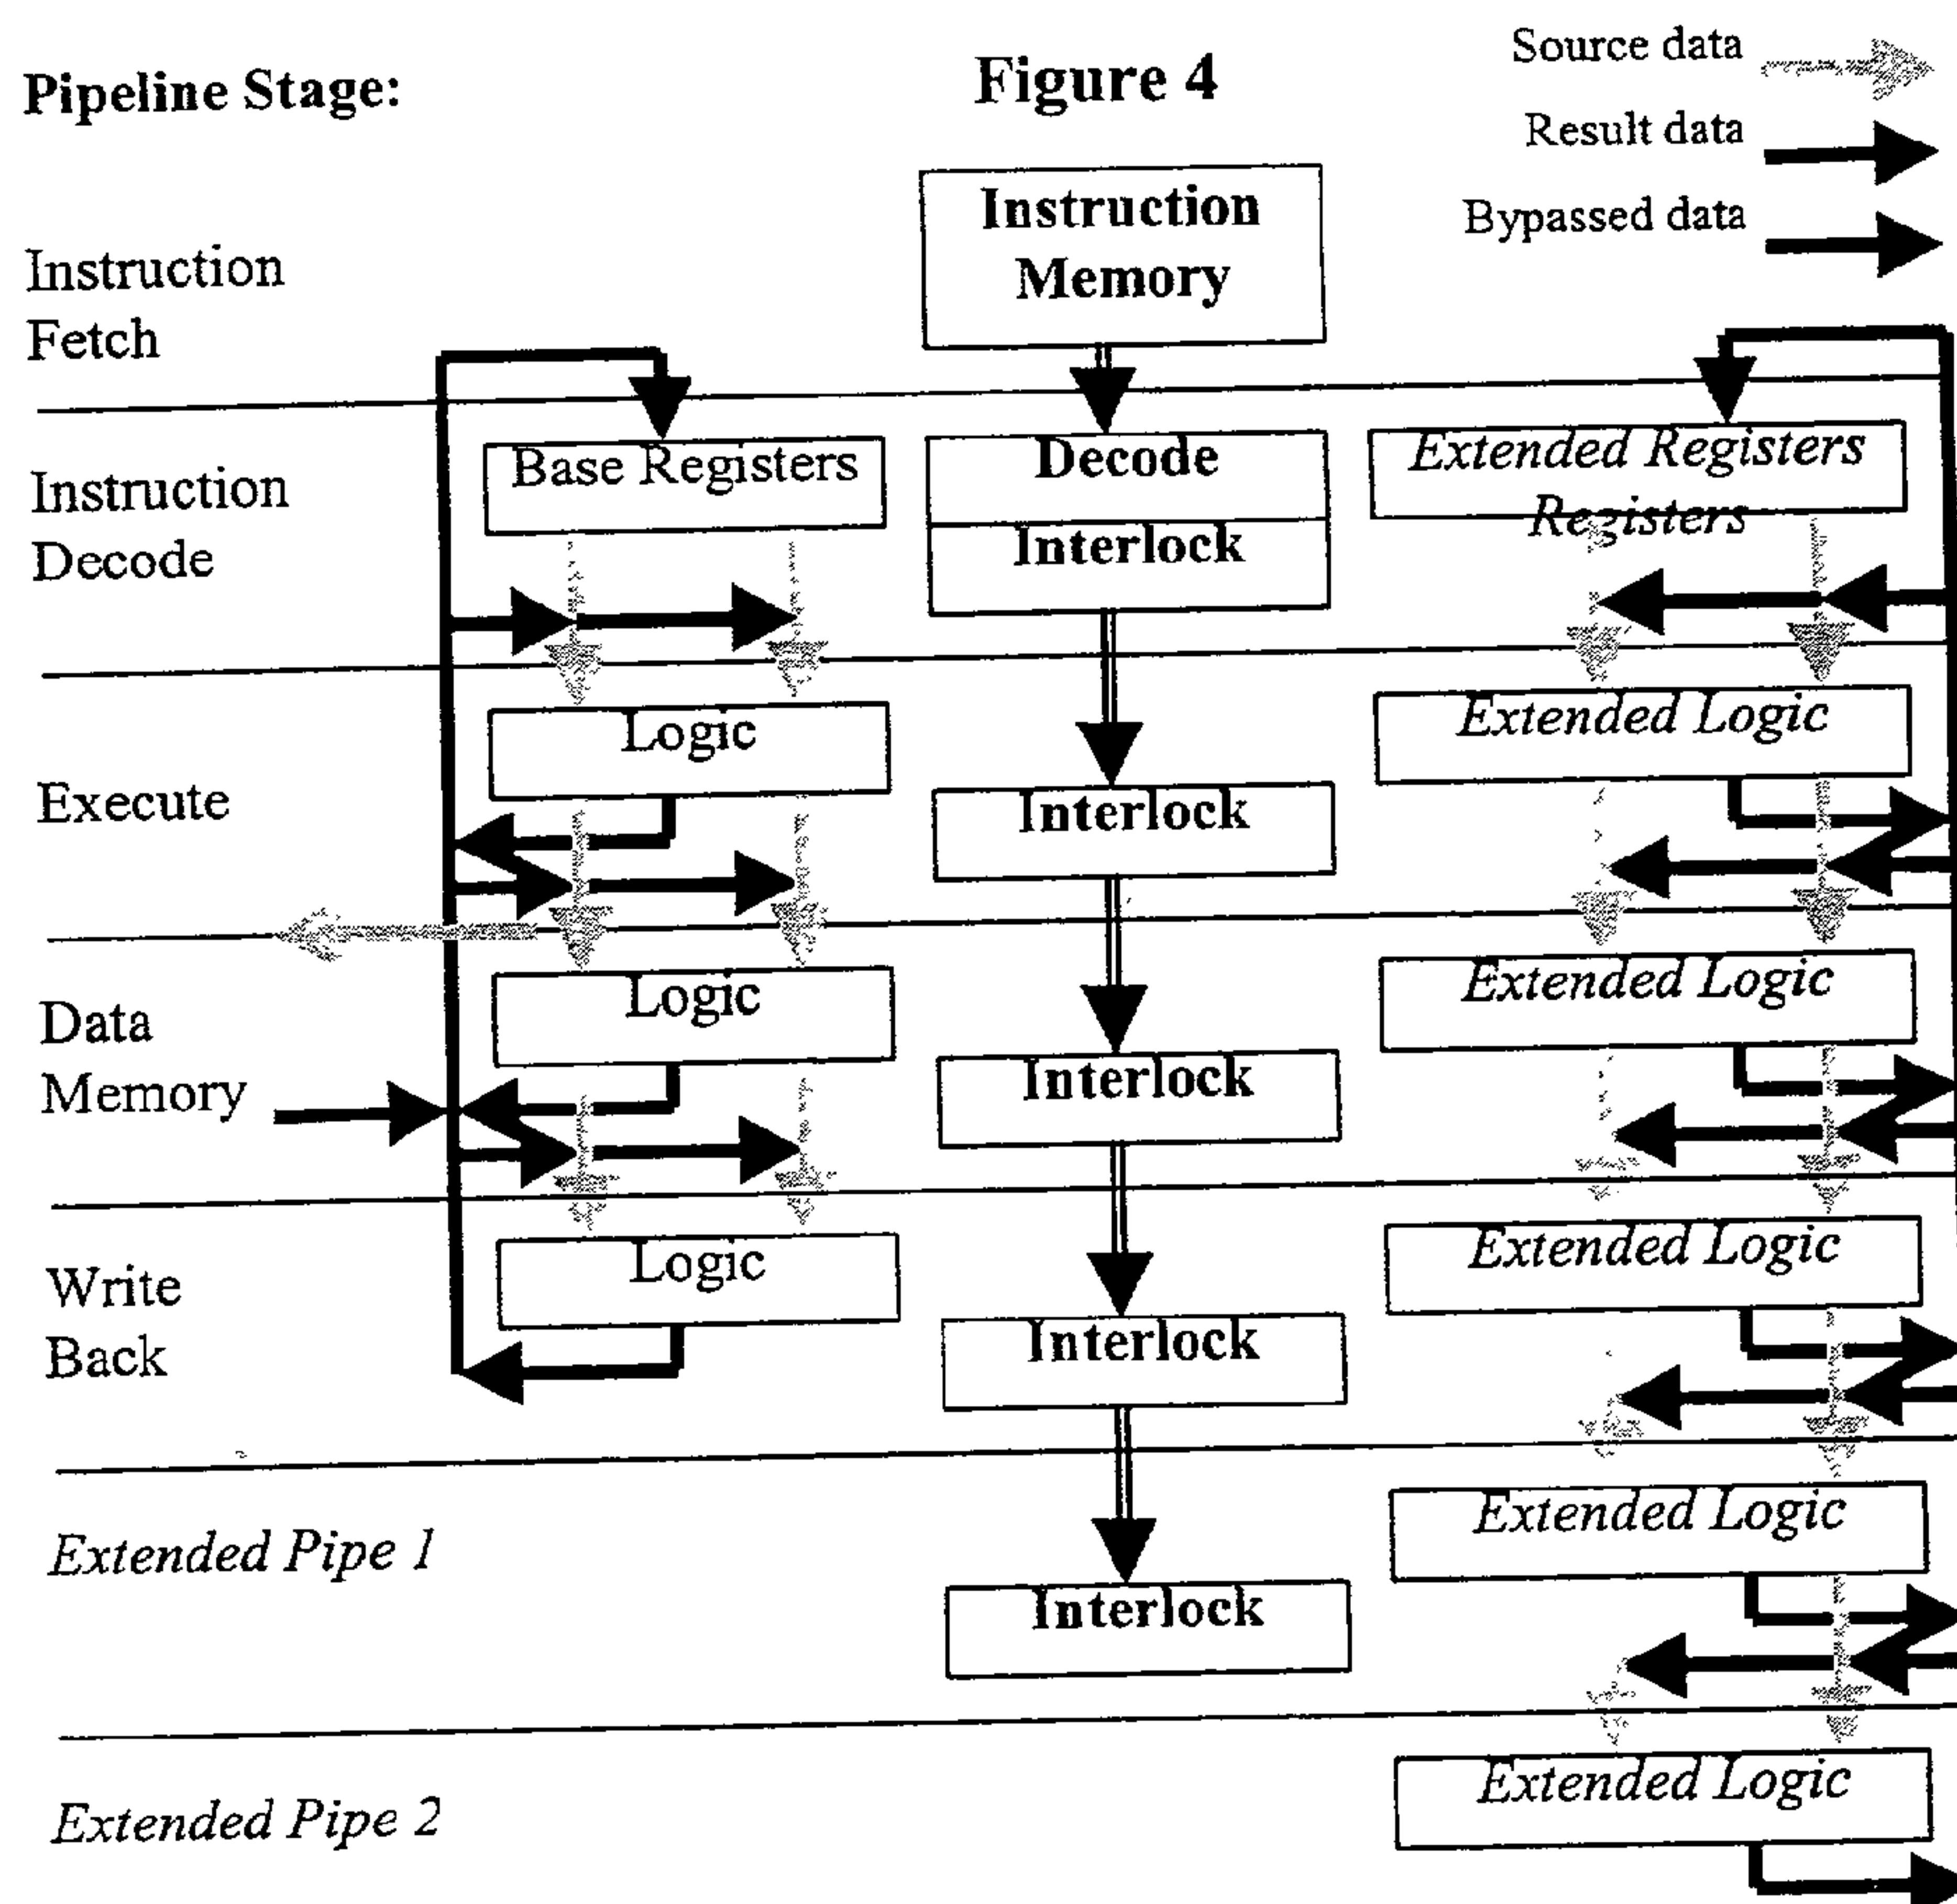 Pipeline Stage:
Figure 4
Source data
Result data
Bypassed data
Instruction
Memory
Instruction
Fetch
Base Registers
Decode
Interlock
Extended Registers
Registers
Instruction
Decode
Logic
Extended Logic
Interlock
Execute
Logic
Extended Logic
Interlock
Data
Memory
Logic
Extended Logic
Interlock
Write
Back
Extended Logic
Extended Pipe 1
Interlock
Extended Logic
Extended Pipe 2